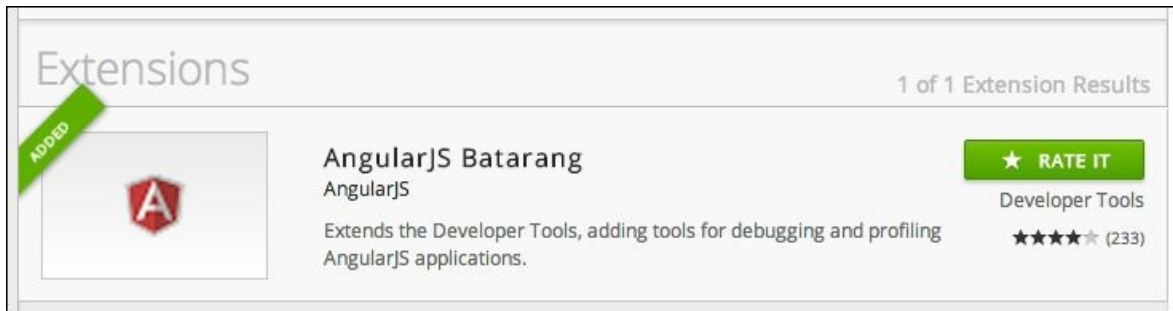 Extensions
1 of 1 Extension Results
ADDED
A
AngularJS Batarang
AngularJS
Extends the Developer Tools, adding tools for debugging and profiling
AngularJS applications.
★ RATE IT
Developer Tools
★★★★☆ (233)